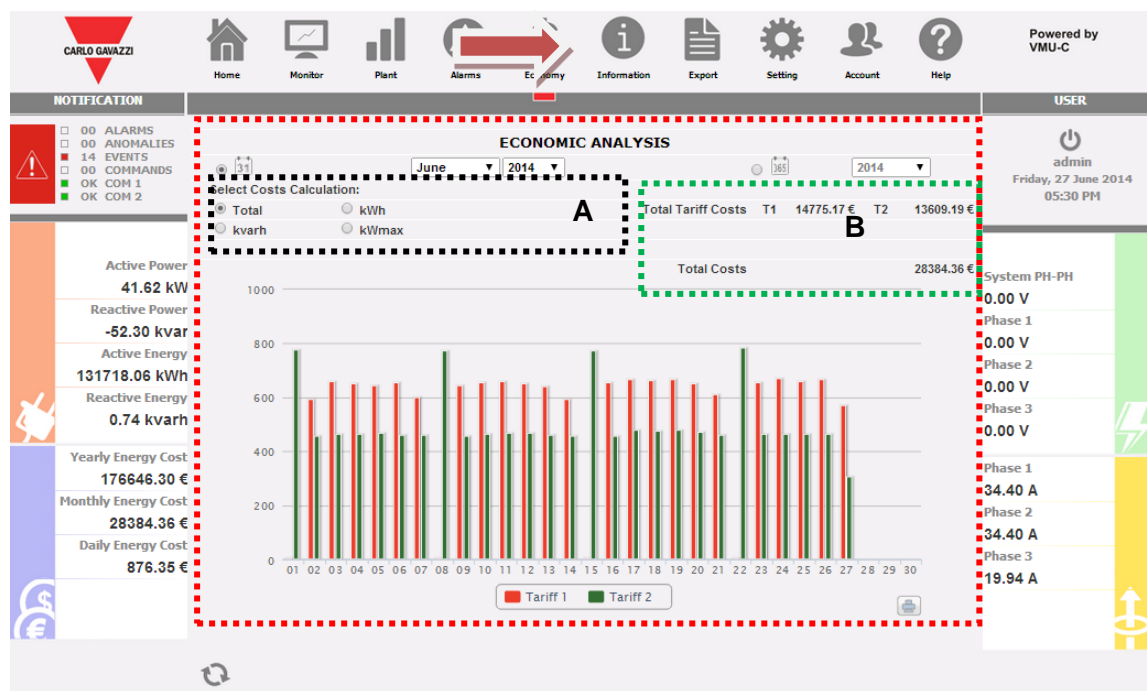 CARLO GAVAZZI
Home Monitor Plant Alarms Economy Information Export Setting Account Help
Powered by
VMU-C
NOTIFICATION
USER
00 ALARMS
00 ANOMALIES
14 EVENTS
00 COMMANDS
OK COM 1
OK COM 2
Active Power
41.62 kW
Reactive Power
-52.30 kvar
Active Energy
131718.06 kWh
Reactive Energy
0.74 kvarh
Yearly Energy Cost
176646.30 €
Monthly Energy Cost
28384.36 €
Daily Energy Cost
876.35 €
ECONOMIC ANALYSIS
31 June 2014 365 2014
Select Costs Calculation:
Total kWh
kvarh kWmax
A
Total Tariff Costs T1 14775.17 € T2 13609.19 €
B
Total Costs 28384.36 €
1000
800
600
400
200
0
01 02 03 04 05 06 07 08 09 10 11 12 13 14 15 16 17 18 19 20 21 22 23 24 25 26 27 28 29 30
Tariff 1 Tariff 2
admin
Friday, 27 June 2014
05:30 PM
System PH-PH
0.00 V
Phase 1
0.00 V
Phase 2
0.00 V
Phase 3
0.00 V
Phase 1
34.40 A
Phase 2
34.40 A
Phase 3
19.94 A